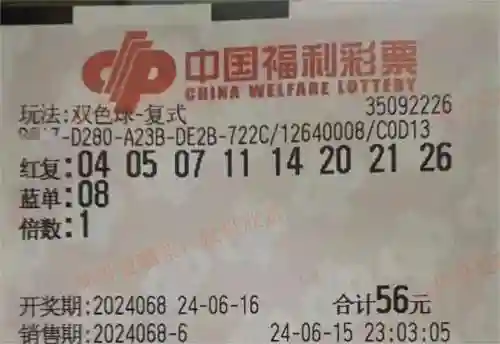 中国福利彩票
CHINA WELFARE LOTTERY
玩法:双色球-复式 35092226
-D280-A23B-DE2B-722C/12640008/C0D13
红复:04 05 07 11 14 20 21 26
蓝单:08
倍数:1
开奖期:2024068 24-06-16 合计56元
销售期:2024068-6 24-06-15 23:03:05